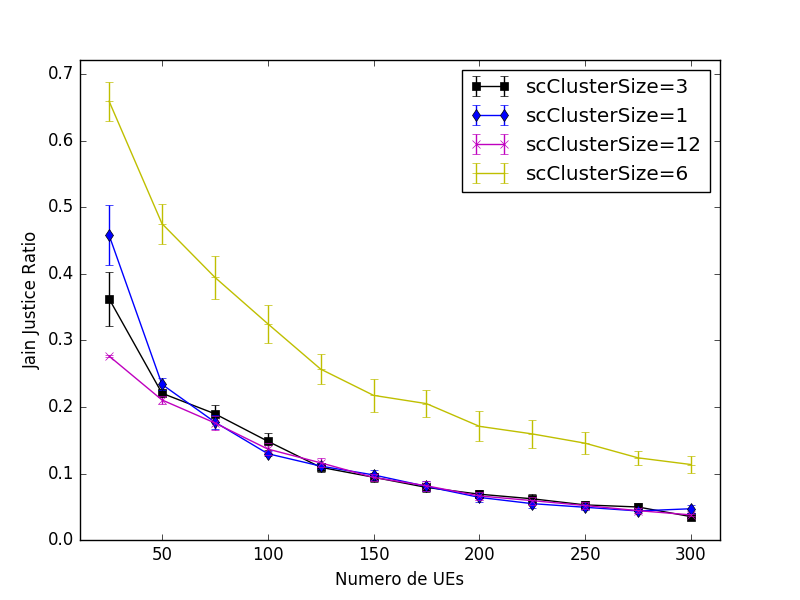 0.7
0.6
0.5
0.4
0.3
0.2
0.1
0.0
Jain Justice Ratio
scClusterSize=3
scClusterSize=1
scClusterSize=12
scClusterSize=6
50 100 150 200 250 300
Numero de UEs